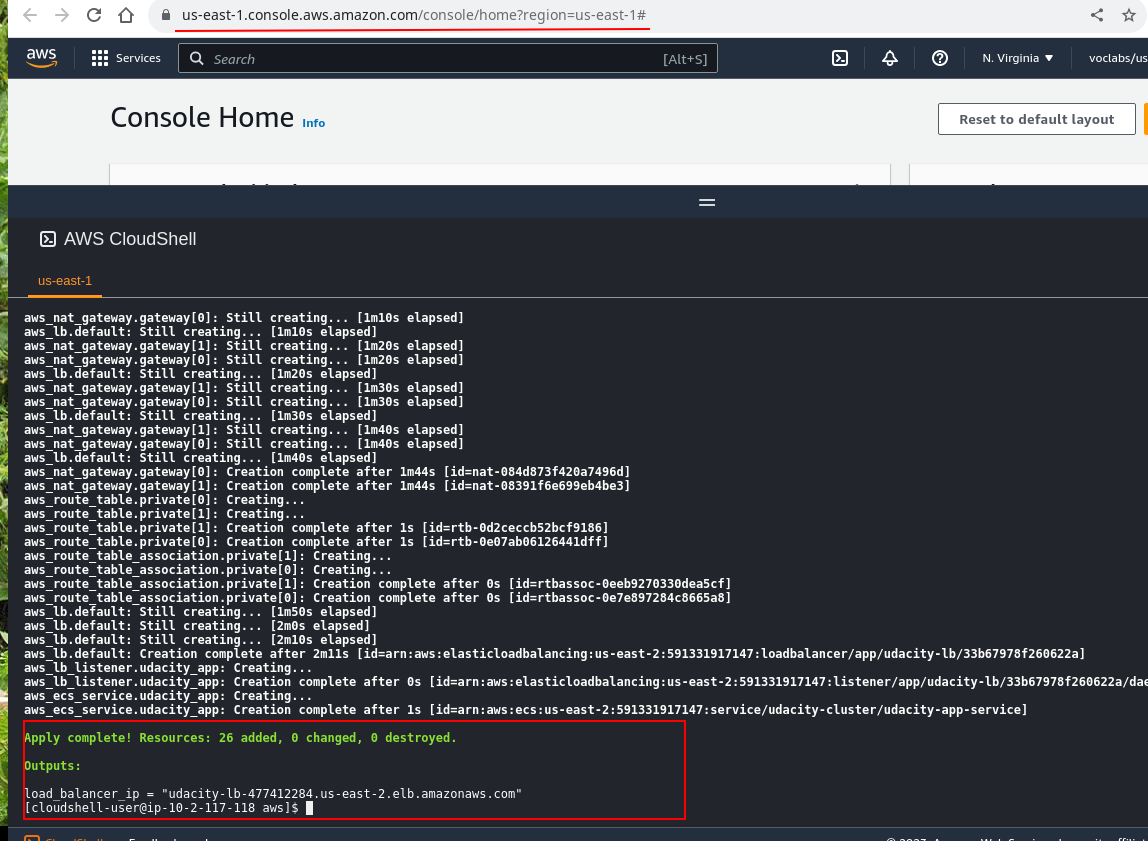 us-east-1.console.aws.amazon.com/console/home?region=us-east-1#
aws
Services
Search
[Alt+S]
N. Virginia ▼
voclabs/us
Console Home
Info
Reset to default layout
AWS CloudShell
us-east-1
aws_nat_gateway.gateway[0]: Still creating... [1m10s elapsed]
aws_lb.default: Still creating... [1m10s elapsed]
aws_nat_gateway.gateway[1]: Still creating... [1m20s elapsed]
aws_nat_gateway.gateway[0]: Still creating... [1m20s elapsed]
aws_lb.default: Still creating... [1m20s elapsed]
aws_nat_gateway.gateway[1]: Still creating... [1m30s elapsed]
aws_nat_gateway.gateway[0]: Still creating... [1m30s elapsed]
aws_lb.default: Still creating... [1m30s elapsed]
aws_nat_gateway.gateway[1]: Still creating... [1m40s elapsed]
aws_nat_gateway.gateway[0]: Still creating... [1m40s elapsed]
aws_lb.default: Still creating... [1m40s elapsed]
aws_nat_gateway.gateway[0]: Creation complete after 1m44s [id=nat-084d873f420a7496d]
aws_nat_gateway.gateway[1]: Creation complete after 1m44s [id=nat-08391f6e699eb4be3]
aws_route_table.private[0]: Creating...
aws_route_table.private[1]: Creating...
aws_route_table.private[1]: Creation complete after 1s [id=rtb-0d2ceccb52bcf9186]
aws_route_table.private[0]: Creation complete after 1s [id=rtb-0e07ab06126441dff]
aws_route_table_association.private[1]: Creating...
aws_route_table_association.private[0]: Creating...
aws_route_table_association.private[1]: Creation complete after 0s [id=rtbassoc-0eeb9270330dea5cf]
aws_route_table_association.private[0]: Creation complete after 0s [id=rtbassoc-0e7e897284c8665a8]
aws_lb.default: Still creating... [1m50s elapsed]
aws_lb.default: Still creating... [2m0s elapsed]
aws_lb.default: Still creating... [2m10s elapsed]
aws_lb.default: Creation complete after 2m11s [id=arn:aws:elasticloadbalancing:us-east-2:591331917147:loadbalancer/app/udacity-lb/33b67978f260622a]
aws_lb_listener.udacity_app: Creating...
aws_lb_listener.udacity_app: Creation complete after 0s [id=arn:aws:elasticloadbalancing:us-east-2:591331917147:listener/app/udacity-lb/33b67978f260622a/dae
aws_ecs_service.udacity_app: Creating...
aws_ecs_service.udacity_app: Creation complete after 1s [id=arn:aws:ecs:us-east-2:591331917147:service/udacity-cluster/udacity-app-service]
Apply complete! Resources: 26 added, 0 changed, 0 destroyed.
Outputs:
load_balancer_ip = "udacity-lb-477412284.us-east-2.elb.amazonaws.com"
[cloudshell-user@ip-10-2-117-118 aws]$